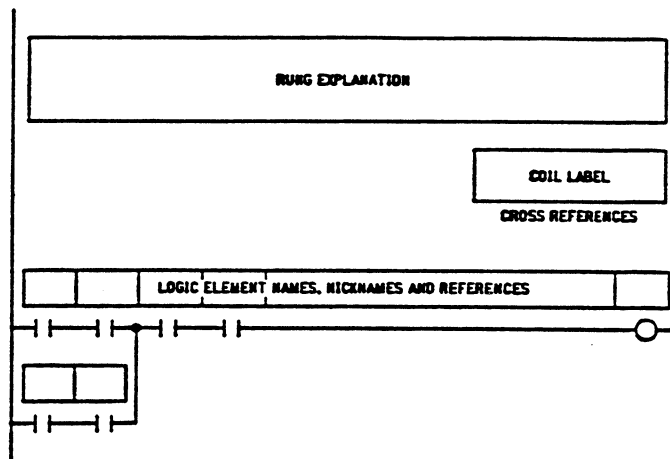 RUNG EXPLANATION
COIL LABEL
CROSS REFERENCES
LOGIC ELEMENT NAMES, NICKNAMES AND REFERENCES